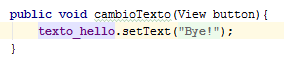 public void cambioTexto(View button){
texto_hello.setText("Bye!");
}